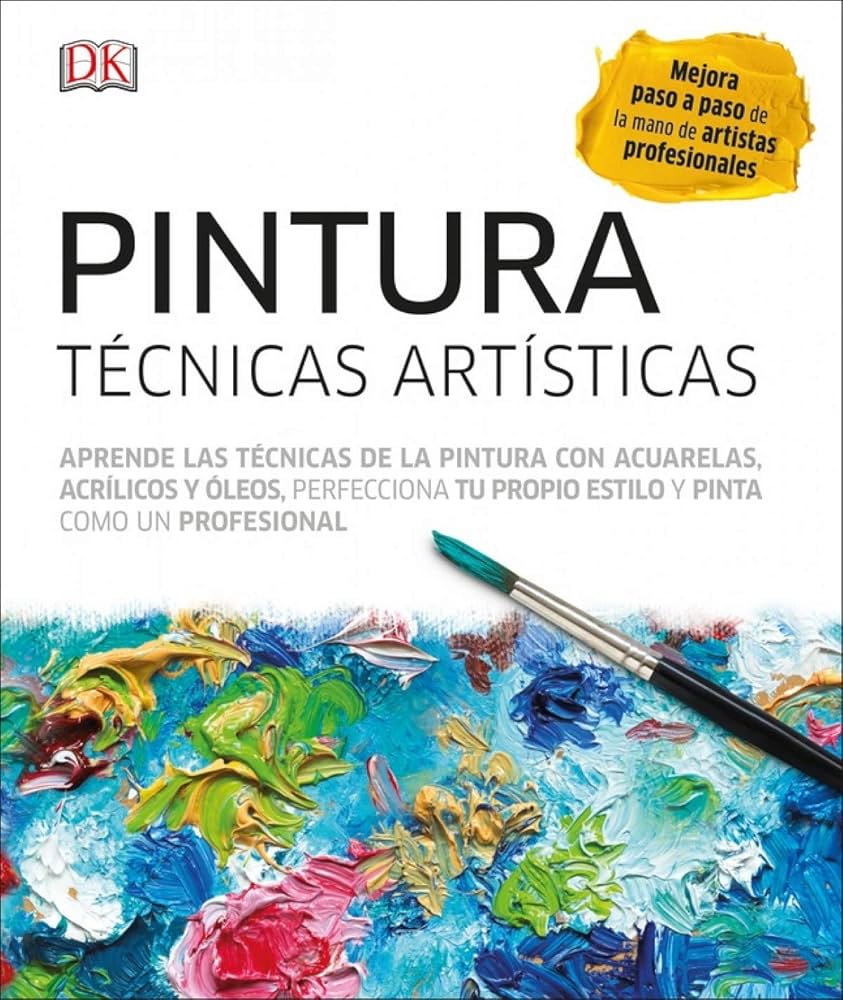 DK
Mejora
paso a paso de
la mano de artistas
profesionales
PINTURA
TÉCNICAS ARTÍSTICAS
APRENDE LAS TÉCNICAS DE LA PINTURA CON ACUARELAS,
ACRÍLICOS Y ÓLEOS, PERFECCIONA TU PROPIO ESTILO Y PINTA
COMO UN PROFESIONAL